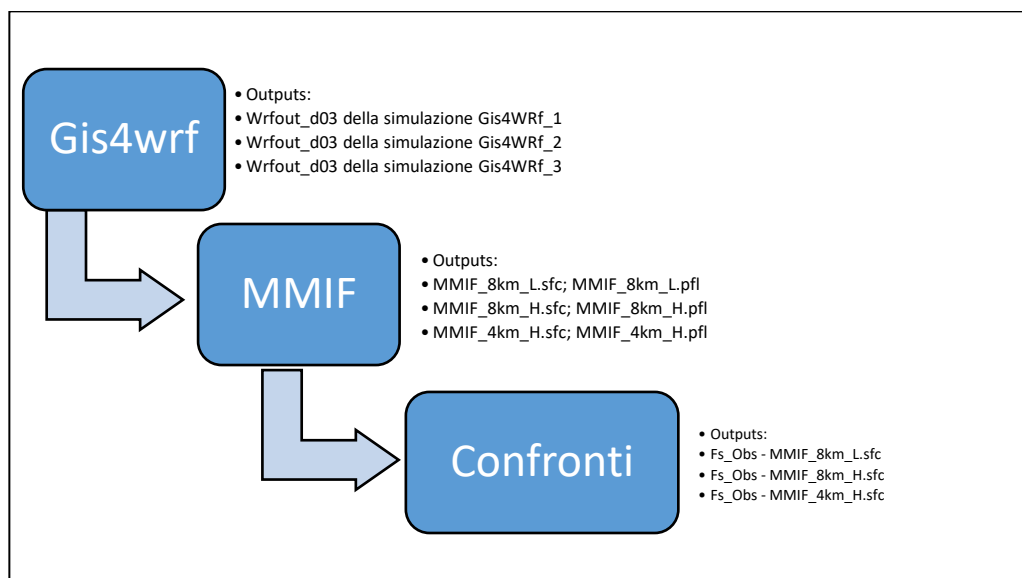 Gis4wrf
• Outputs:
• Wrfout_d03 della simulazione Gis4WRf_1
• Wrfout_d03 della simulazione Gis4WRf_2
• Wrfout_d03 della simulazione Gis4WRf_3
MMIF
• Outputs:
• MMIF_8km_L.sfc; MMIF_8km_L.pfl
• MMIF_8km_H.sfc; MMIF_8km_H.pfl
• MMIF_4km_H.sfc; MMIF_4km_H.pfl
Confronti
• Outputs:
• Fs_Obs - MMIF_8km_L.sfc
• Fs_Obs - MMIF_8km_H.sfc
• Fs_Obs - MMIF_4km_H.sfc